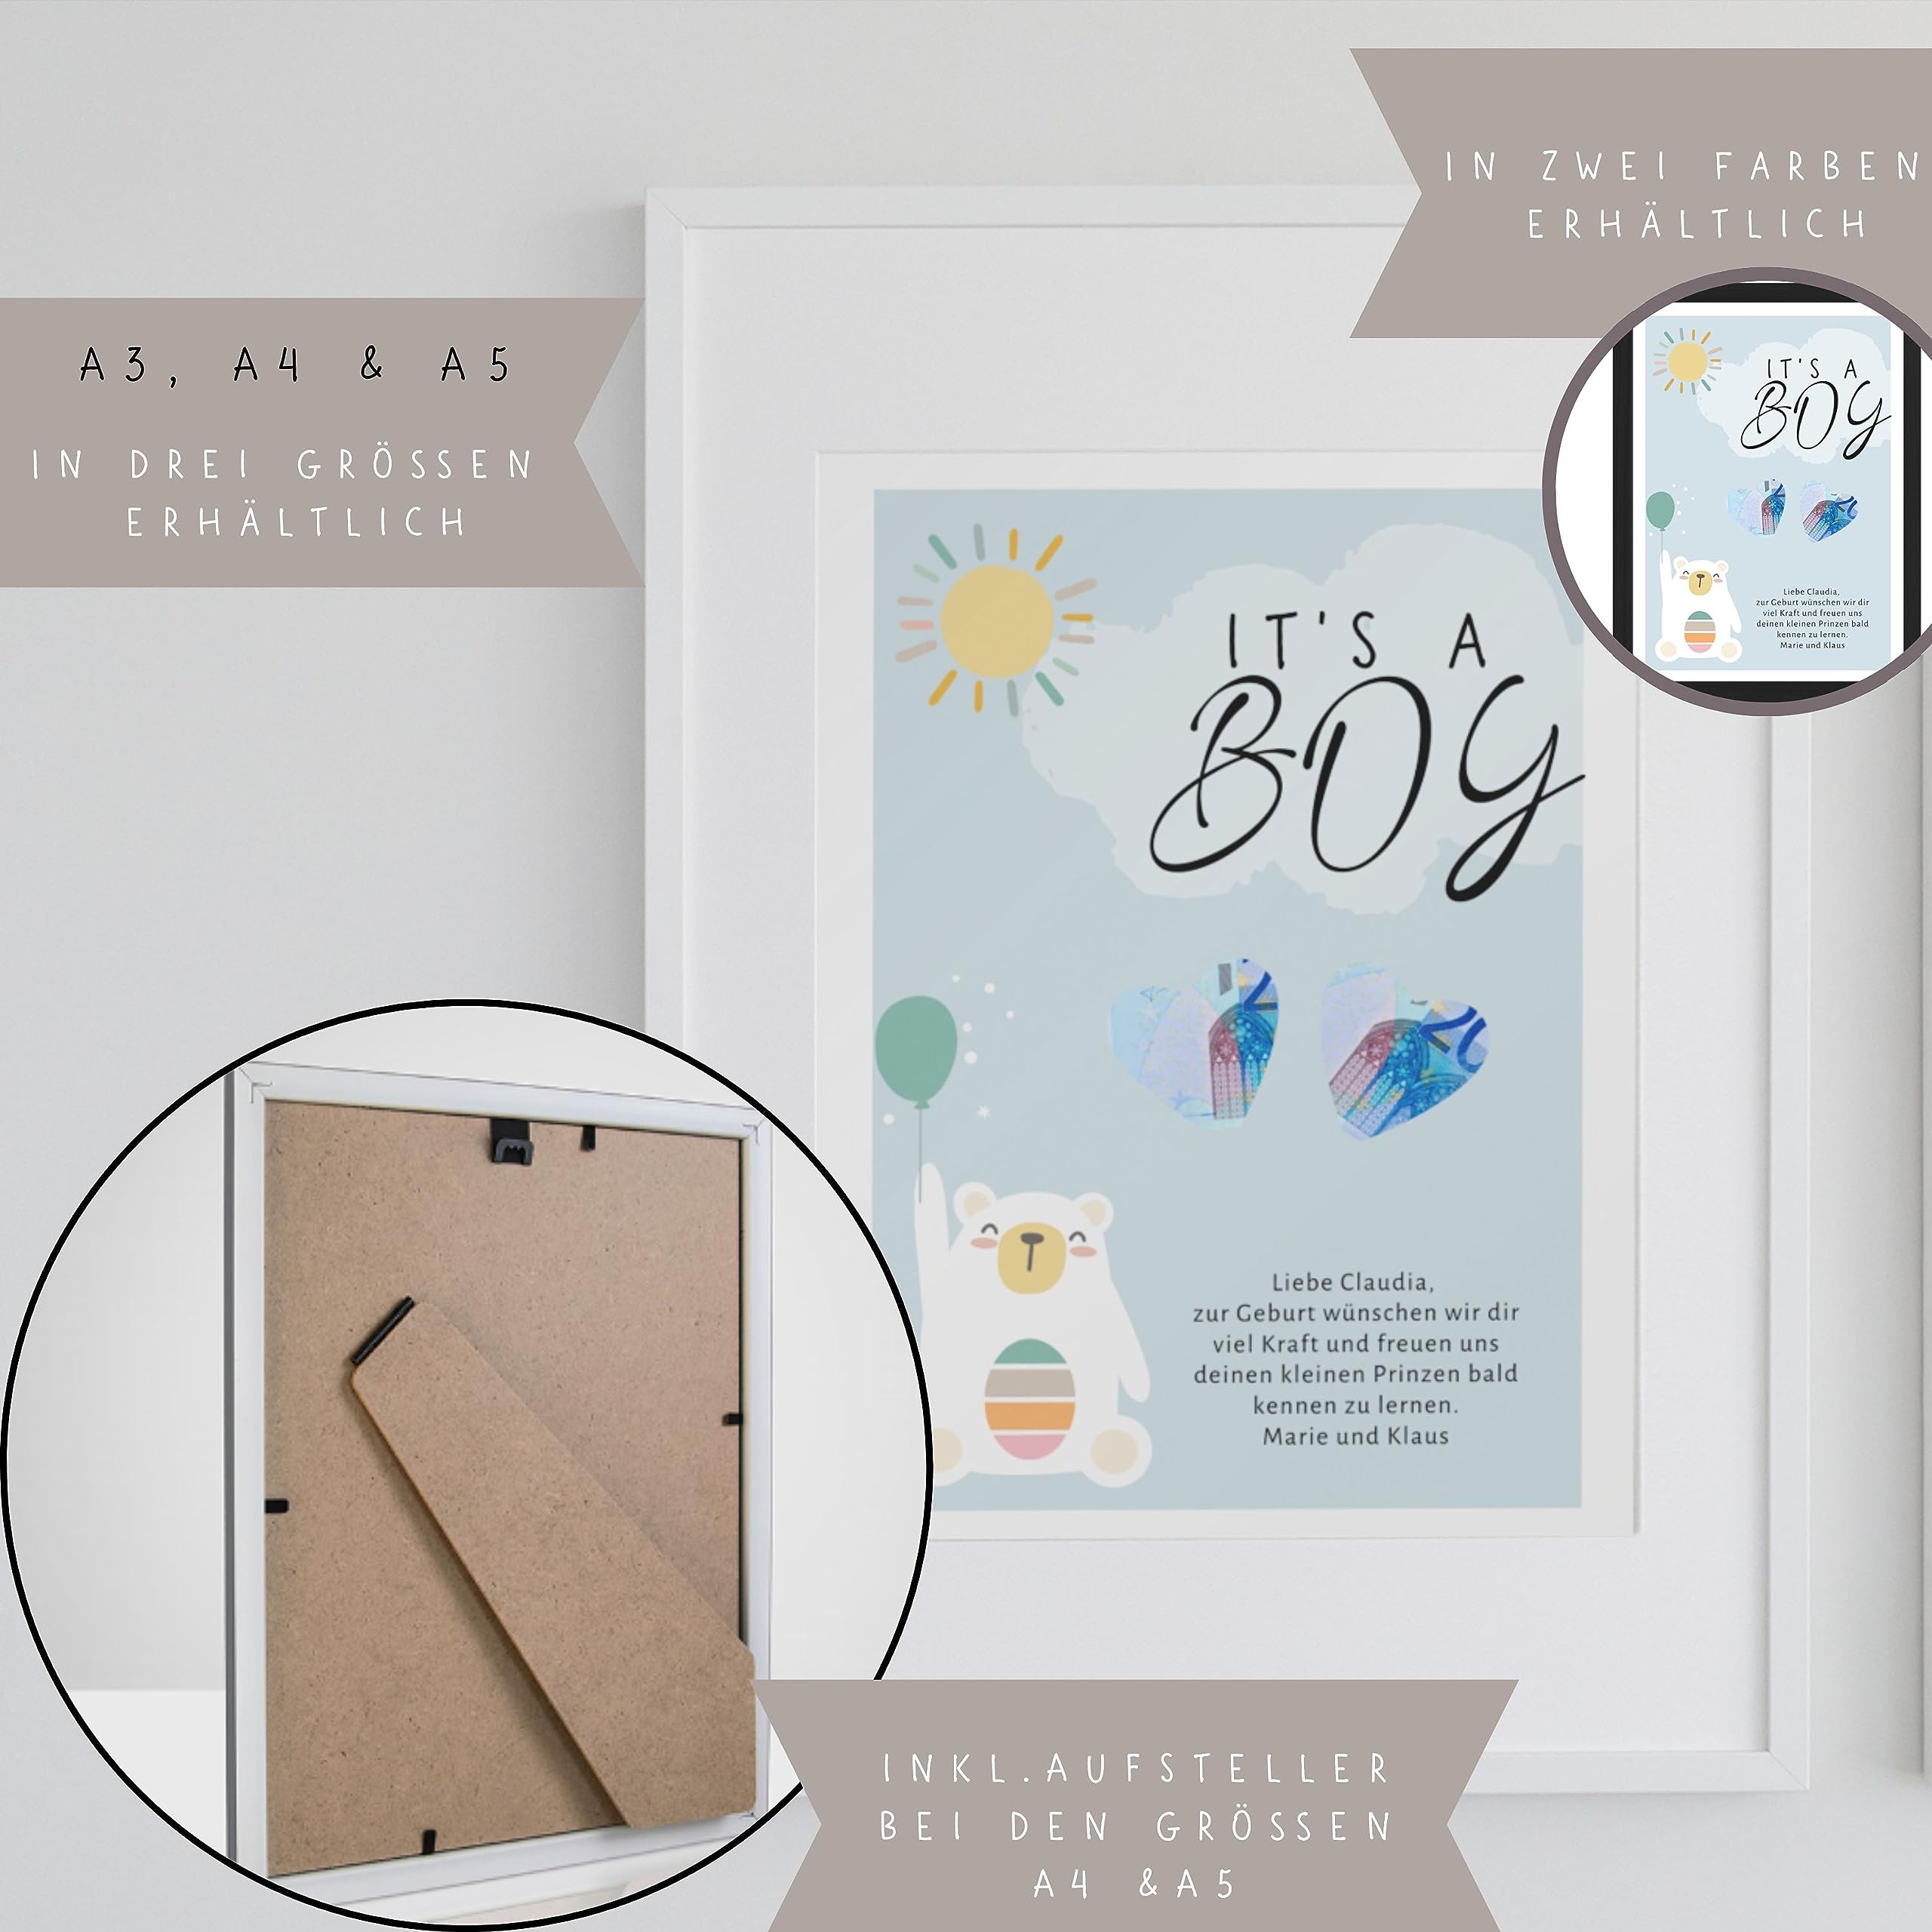 IN ZWEI FARBEN
ERHÄLTLICH
A3, A4 & A5
IN DREI GRÖSSEN
ERHÄLTLICH
IT'S A
BOY
Liebe Claudia,
zur Geburt wünschen wir dir
viel Kraft und freuen uns
deinen kleinen Prinzen bald
kennen zu lernen.
Marie und Klaus
IT'S A
BOY
20
Liebe Claudia,
zur Geburt wünschen wir dir
viel Kraft und freuen uns
deinen kleinen Prinzen bald
kennen zu lernen.
Marie und Klaus
INKL.AUFSTELLER
BEI DEN GRÖSSEN
A4 &A5